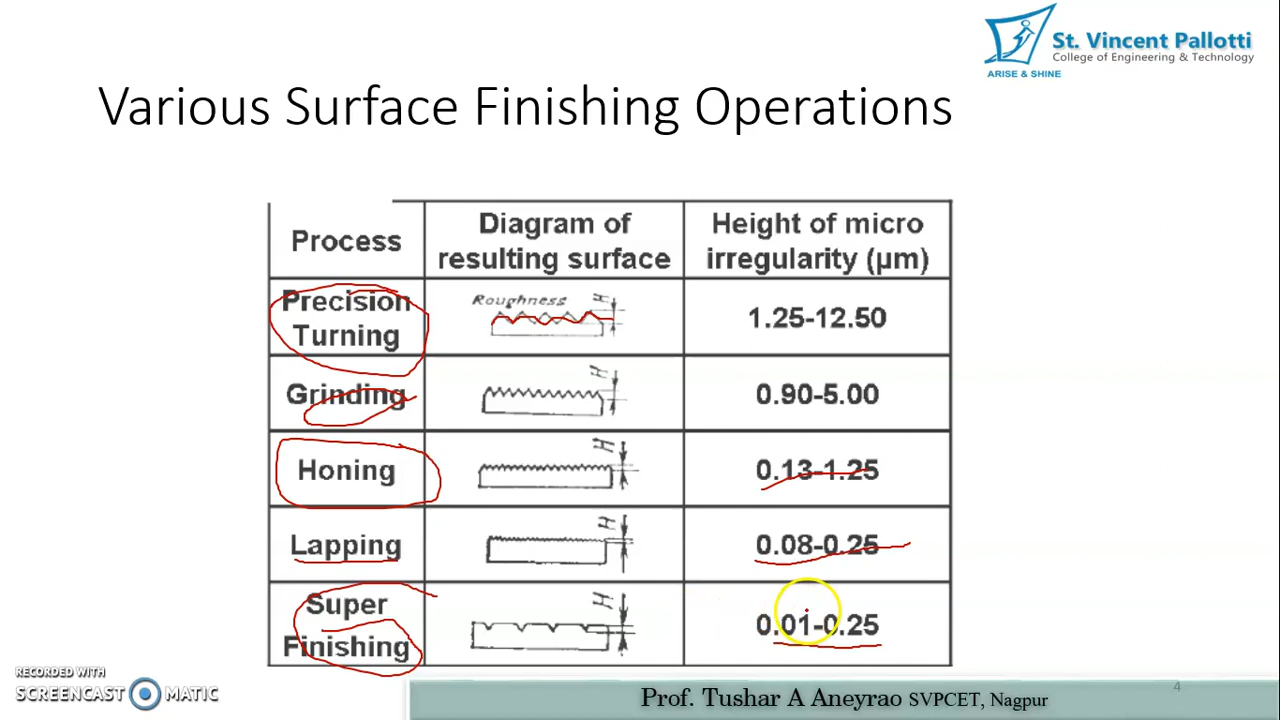 St. Vincent Pallotti
College of Engineering & Technology
ARISE & SHINE
Various Surface Finishing Operations
Process
Diagram of
resulting surface
Height of micro
irregularity (µm)
Precision
Turning
Roughness
H
1.25-12.50
Grinding
H
0.90-5.00
Honing
H
0.13-1.25
Lapping
H
0.08-0.25
Super
Finishing
H
0.01-0.25
RECORDED WITH
SCREENCAST MATIC
4
Prof. Tushar A Aneyrao SVPCET, Nagpur